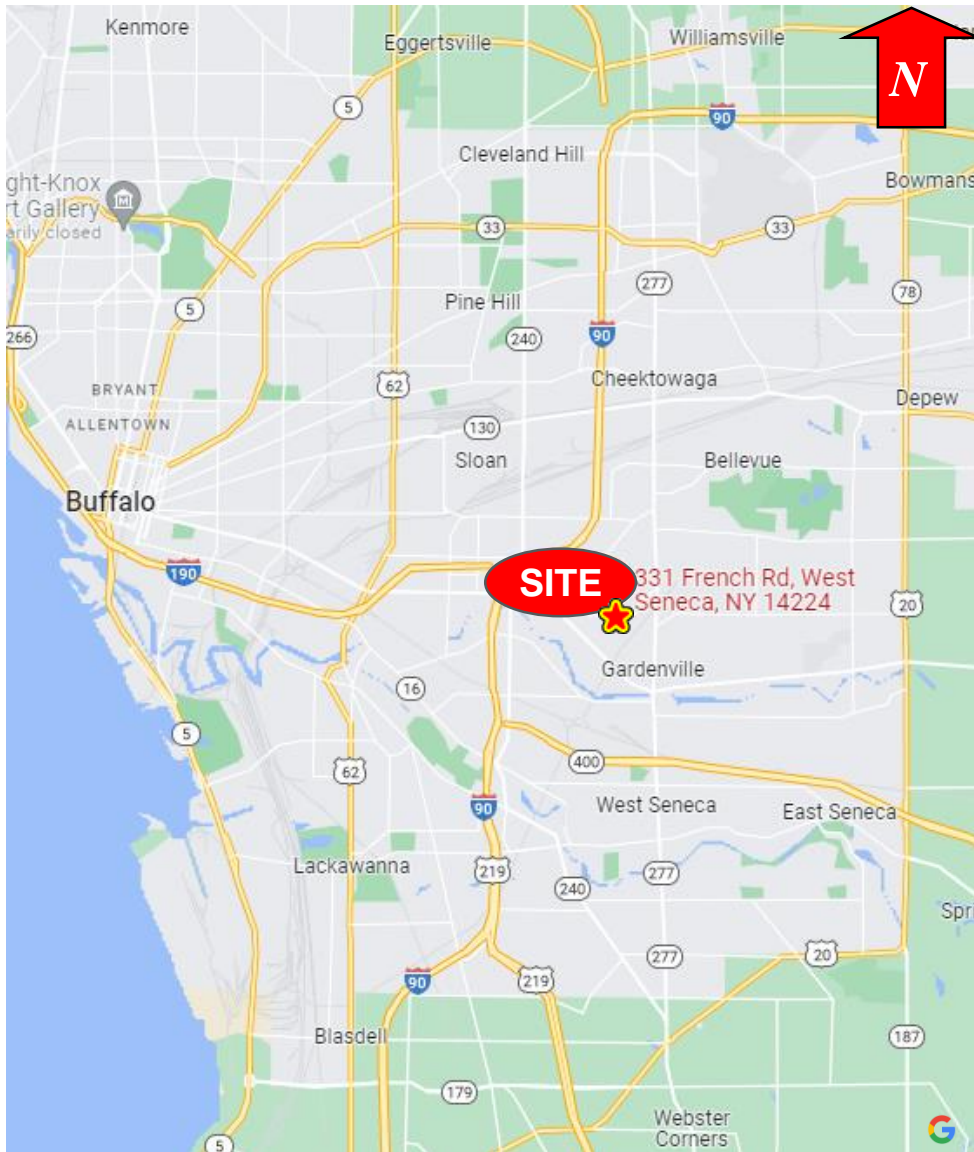 Kenmore
Eggertsville
Williamsville
N
5
90
Cleveland Hill
ght-Knox
rt Gallery
arily closed
Bowmans
33
33
277
78
5
Pine Hill
266
240
90
62
BRYANT
Cheektowaga
Depew
ALLENTOWN
130
Sloan
Bellevue
Buffalo
190
SITE
331 French Rd, West
Seneca, NY 14224
20
Gardenville
16
5
62
400
90
West Seneca
East Seneca
Lackawanna
219
240
277
Spri
277
20
90
219
Blasdell
187
179
Webster
Corners
5
G